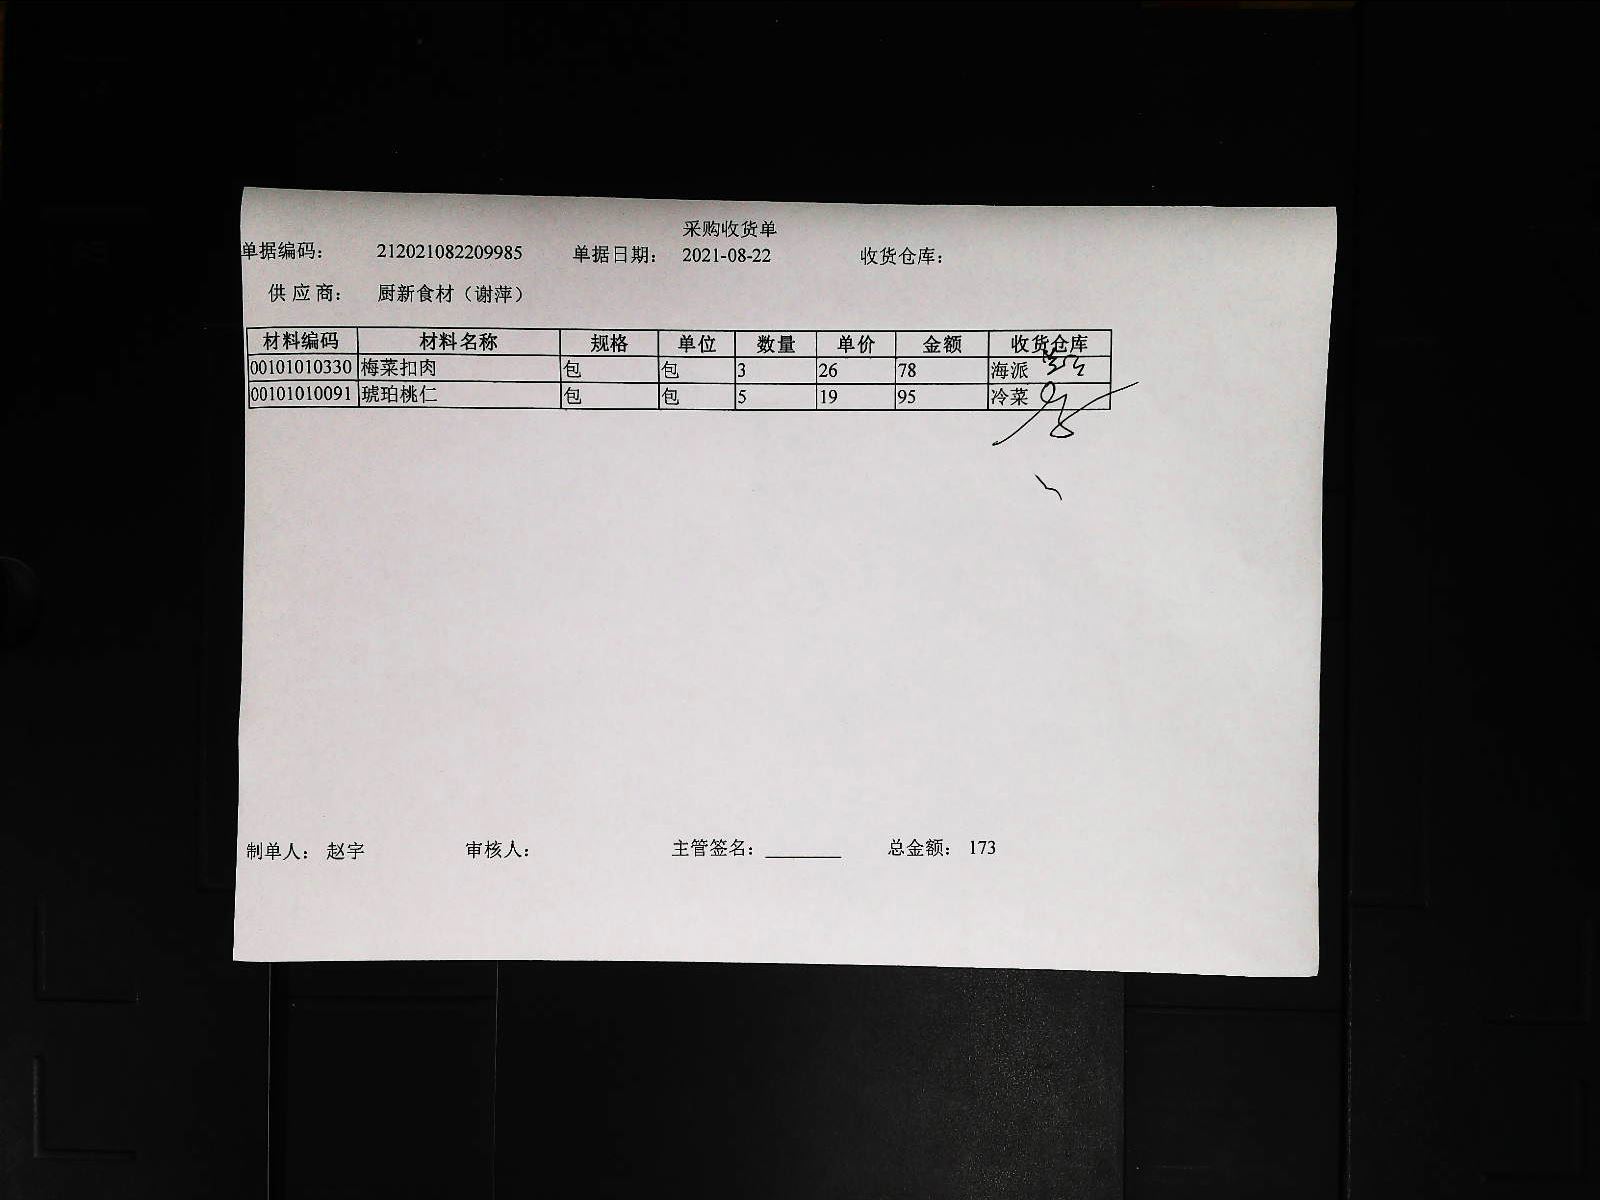 采购收货单
单据编码： 212021082209985 单据日期： 2021-08-22 收货仓库：
供应商： 厨新食材（谢萍）
材料编码 材料名称 规格 单位 数量 单价 金额 收货仓库
00101010330 梅菜扣肉 包 包 3 26 78 海派
00101010091 琥珀桃仁 包 包 5 19 95 冷菜
制单人： 赵宇 审核人： 主管签名： 总金额： 173